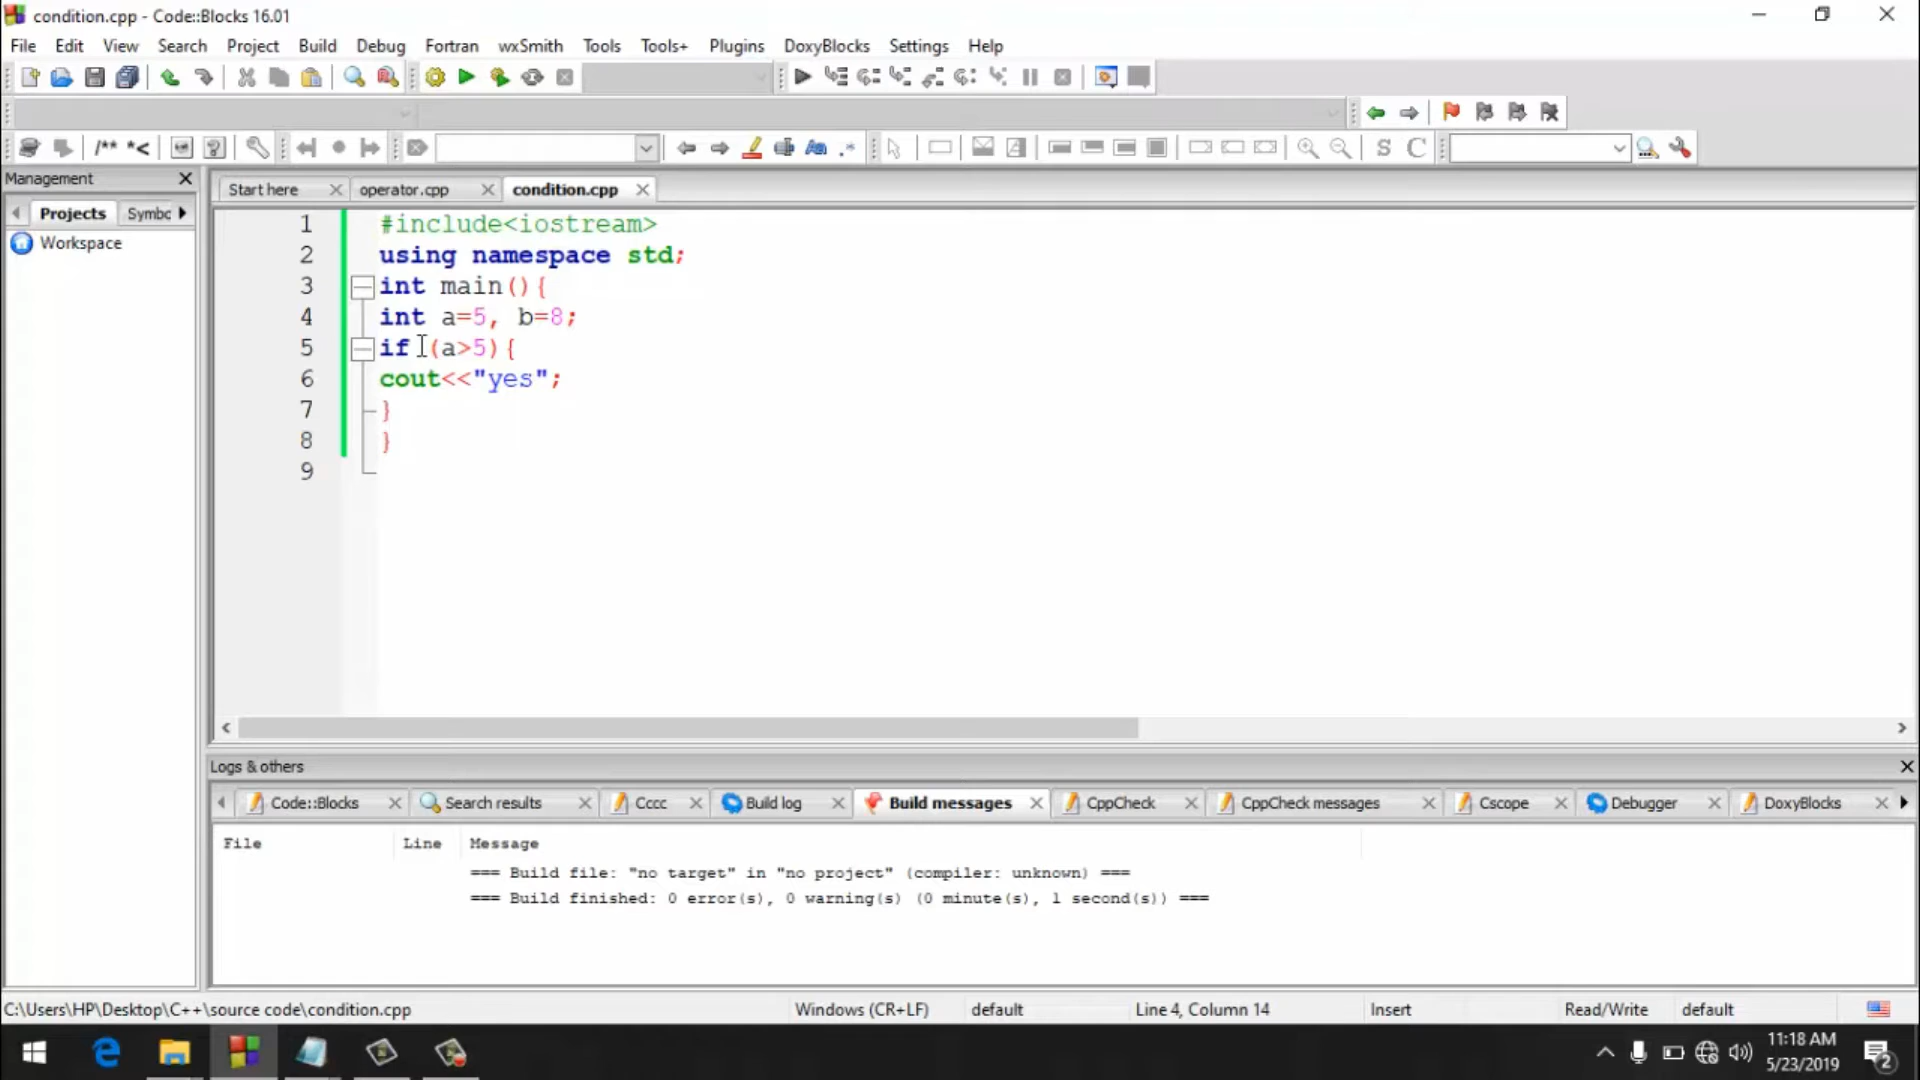 condition.cpp - Code::Blocks 16.01
File Edit View Search Project Build Debug Fortran wxSmith Tools Tools+ Plugins DoxyBlocks Settings Help
/** *<
S C
Management
Start here operator.cpp condition.cpp
Projects Symbo
Workspace
1 #include<iostream>
2 using namespace std;
3 int main(){
4 int a=5, b=8;
5 if (a>5){
6 cout<<"yes";
7 }
8 }
9
Logs & others
Code::Blocks Search results Cccc Build log Build messages CppCheck CppCheck messages Cscope Debugger DoxyBlocks
File Line Message
=== Build file: "no target" in "no project" (compiler: unknown) ===
=== Build finished: 0 error(s), 0 warning(s) (0 minute(s), 1 second(s)) ===
C:\Users\HP\Desktop\C++\source code\condition.cpp Windows (CR+LF) default Line 4, Column 14 Insert Read/Write default
11:18 AM
5/23/2019
2